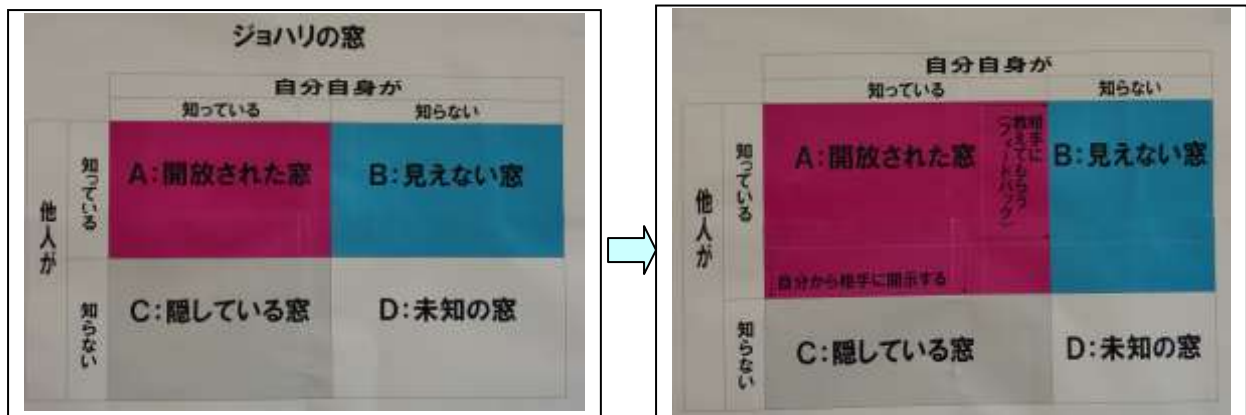 ジョハリの窓
自分自身が
知っている
知らない
他人が
知っている
A:開放された窓
B:見えない窓
知らない
C:隠している窓
D:未知の窓
自分自身が
知っている
知らない
他人が
知っている
A:開放された窓
相手に
教えてもらう
(フィードバック)
B:見えない窓
自分から相手に開示する
知らない
C:隠している窓
D:未知の窓